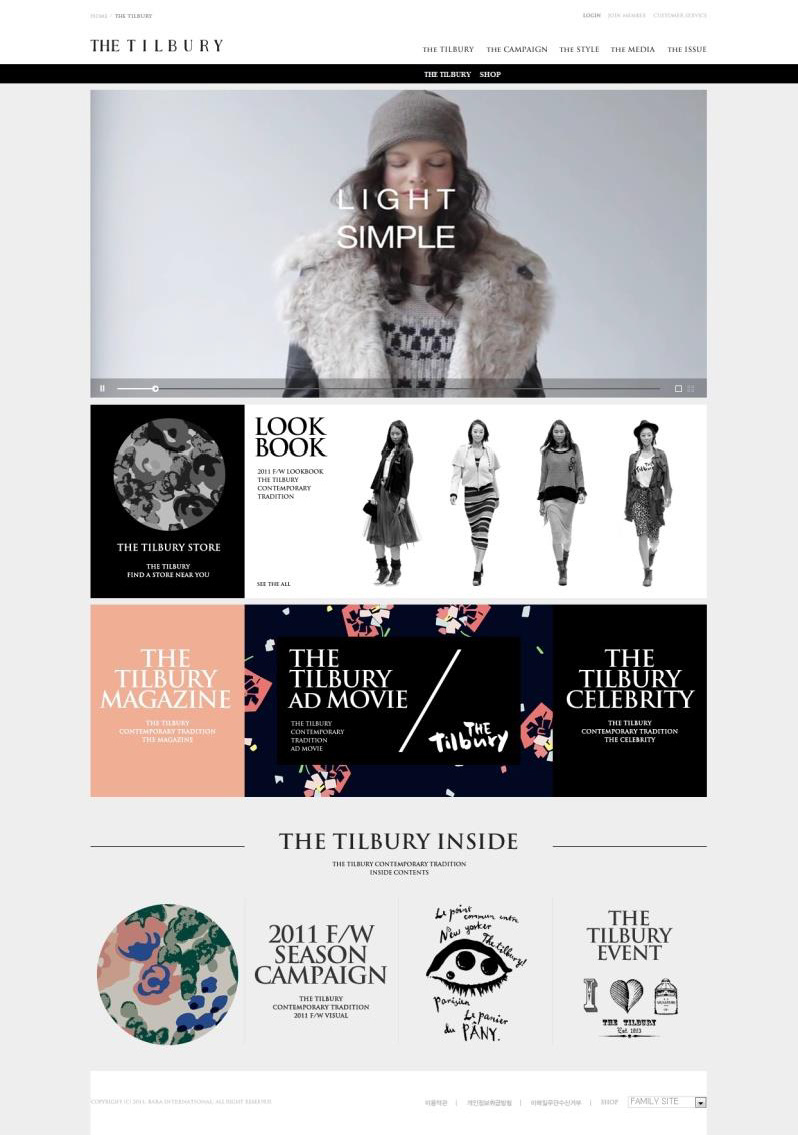 HOME / THE TILBURY
LOGIN JOIN MEMBER CUSTOMER SERVICE
THE TILBURY
THE TILBURY THE CAMPAIGN THE STYLE THE MEDIA THE ISSUE
THE TILBURY SHOP
LIGHT
SIMPLE
LOOK
BOOK
2011 F/W LOOKBOOK
THE TILBURY
CONTEMPORARY
TRADITION
SEE THE ALL
THE TILBURY STORE
THE TILBURY
FIND A STORE NEAR YOU
THE TILBURY
THE
TILBURY
MAGAZINE
THE TILBURY
CONTEMPORARY TRADITION
THE MAGAZINE
THE
TILBURY
AD MOVIE
THE TILBURY
CONTEMPORARY
TRADITION
AD MOVIE
THE
Tilbury
THE
TILBURY
CELEBRITY
THE TILBURY
CONTEMPORARY TRADITION
THE CELEBRITY
THE TILBURY INSIDE
THE TILBURY CONTEMPORARY TRADITION
INSIDE CONTENTS
2011 F/W
SEASON
CAMPAIGN
THE TILBURY
CONTEMPORARY TRADITION
2011 F/W VISUAL
Le point
commun entre
New yorker
The tilbury!
Parisien
Le panier
du PÂNY.
THE
TILBURY
EVENT
I
THE TILBURY
Est. 1853
COPYRIGHT (C) 2011. BABA INTERNATIONAL. ALL RIGHT RESERVED.
이용약관 | 개인정보취급방침 | 이메일무단수신거부 | SHOP FAMILY SITE